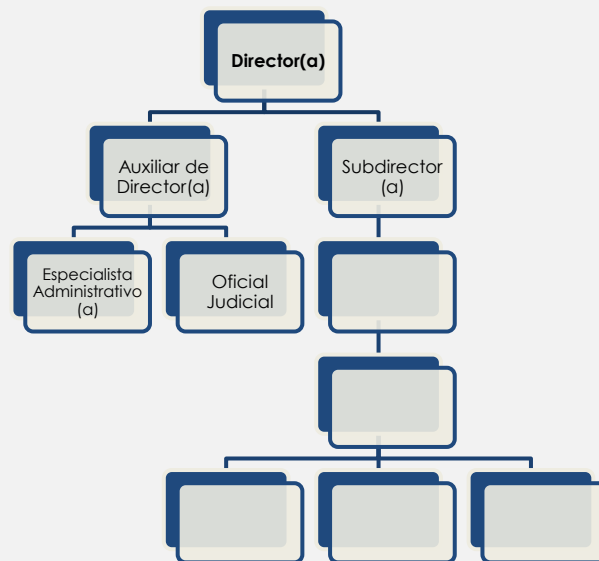 Director(a)
Auxiliar de
Director(a)
Subdirector
(a)
Especialista
Administrativo
(a)
Oficial
Judicial